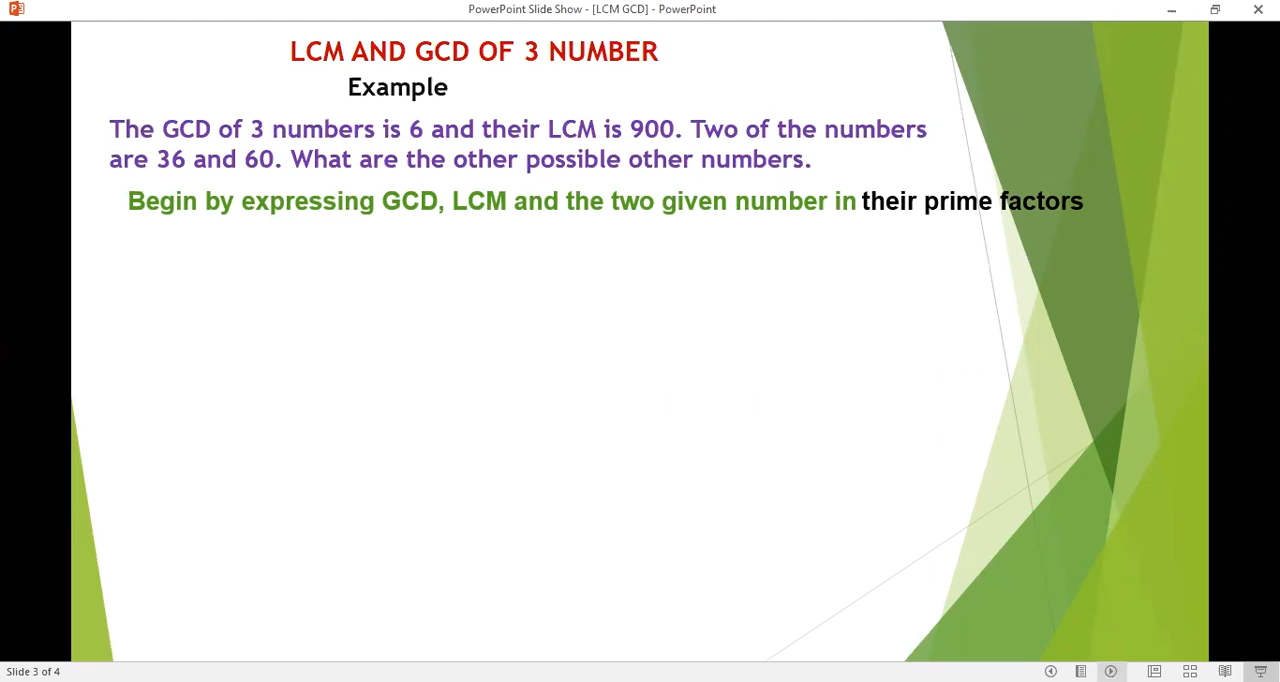 PowerPoint Slide Show - [LCM GCD] - PowerPoint
LCM AND GCD OF 3 NUMBER
Example
The GCD of 3 numbers is 6 and their LCM is 900. Two of the numbers
are 36 and 60. What are the other possible other numbers.
Begin by expressing GCD, LCM and the two given number in their prime factors
Slide 3 of 4